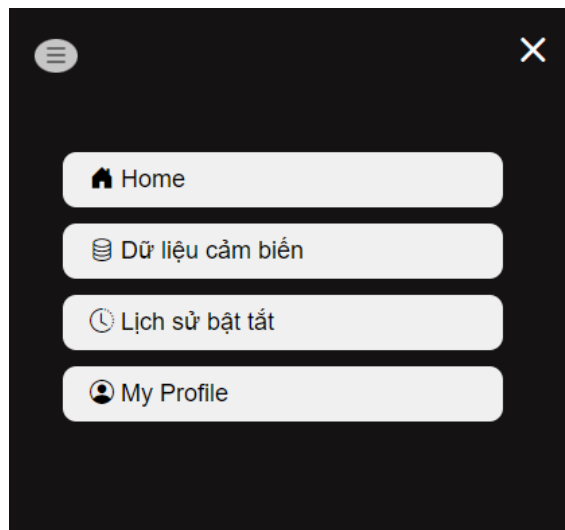 Home
Dữ liệu cảm biến
Lịch sử bật tắt
My Profile